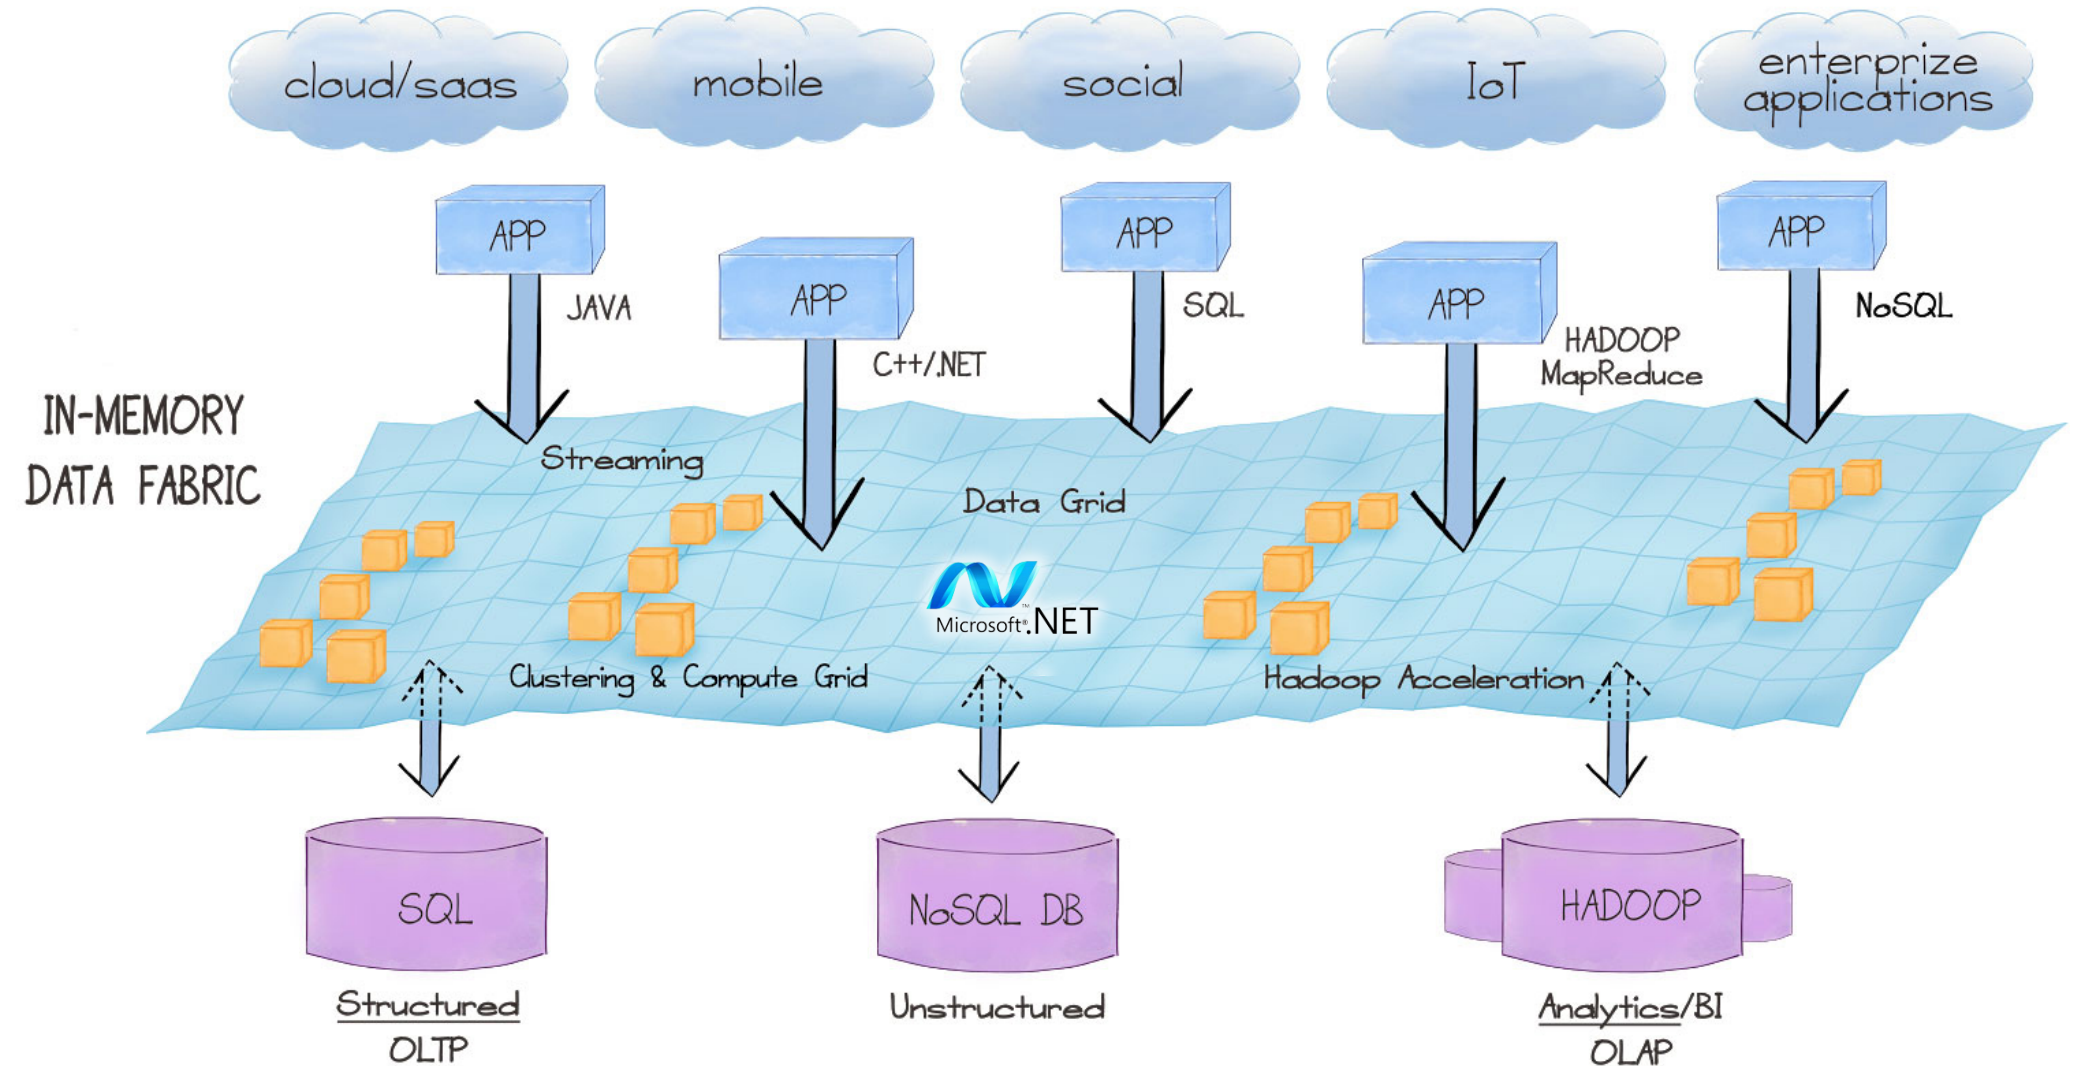 cloud/saas
mobile
social
IoT
enterprize
applications
APP
APP
APP
APP
APP
JAVA
C++/.NET
SQL
HADOOP
MapReduce
NoSQL
IN-MEMORY
DATA FABRIC
Streaming
Data Grid
Microsoft®.NET™
Clustering & Compute Grid
Hadoop Acceleration
SQL
NoSQL DB
HADOOP
Structured
OLTP
Unstructured
Analytics/BI
OLAP